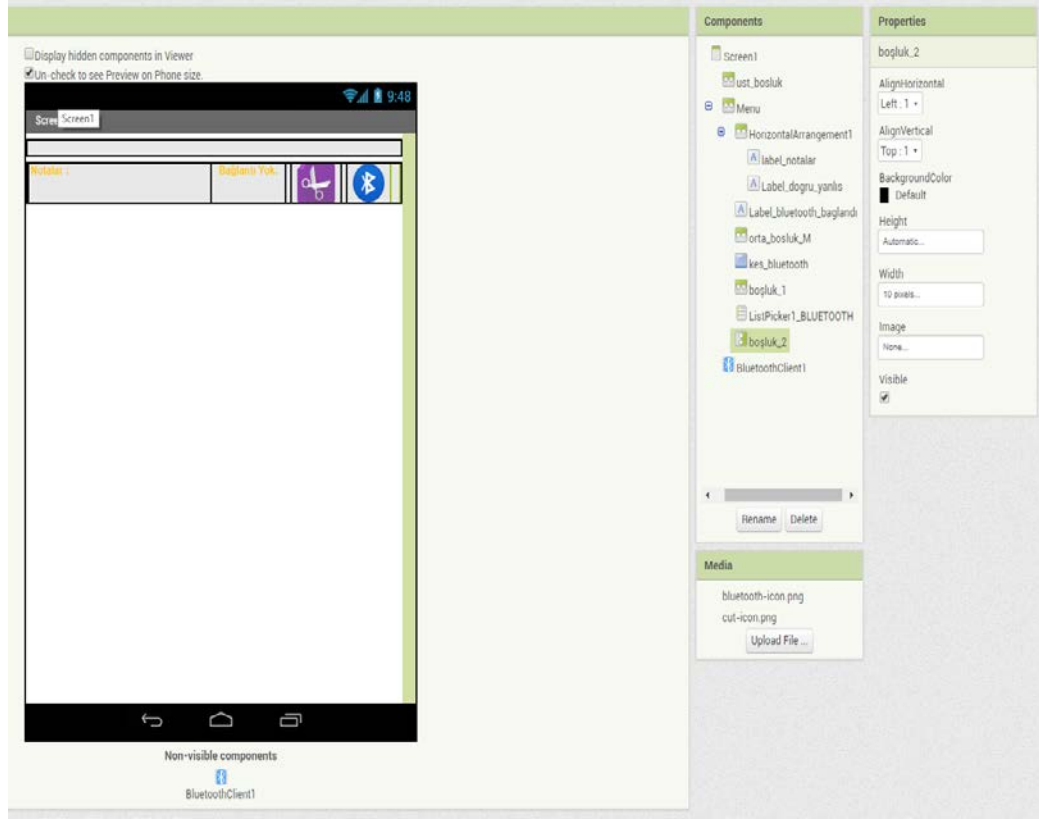 Display hidden components in Viewer
Un-check to see Preview on Phone size.
9:48
Scree
Screen1
Notalar :
Bağlantı Yok.
Non-visible components
BluetoothClient1
Components
Screen1
ust_bosluk
Menu
HorizontalArrangement1
label_notalar
Label_dogru_yanlıs
Label_bluetooth_baglandı
orta_bosluk_M
kes_bluetooth
boşluk_1
ListPicker1_BLUETOOTH
boşluk_2
BluetoothClient1
Rename Delete
Media
bluetooth-icon.png
cut-icon.png
Upload File ...
Properties
boşluk_2
AlignHorizontal
Left : 1
AlignVertical
Top : 1
BackgroundColor
Default
Height
Automatic...
Width
10 pixels...
Image
None...
Visible